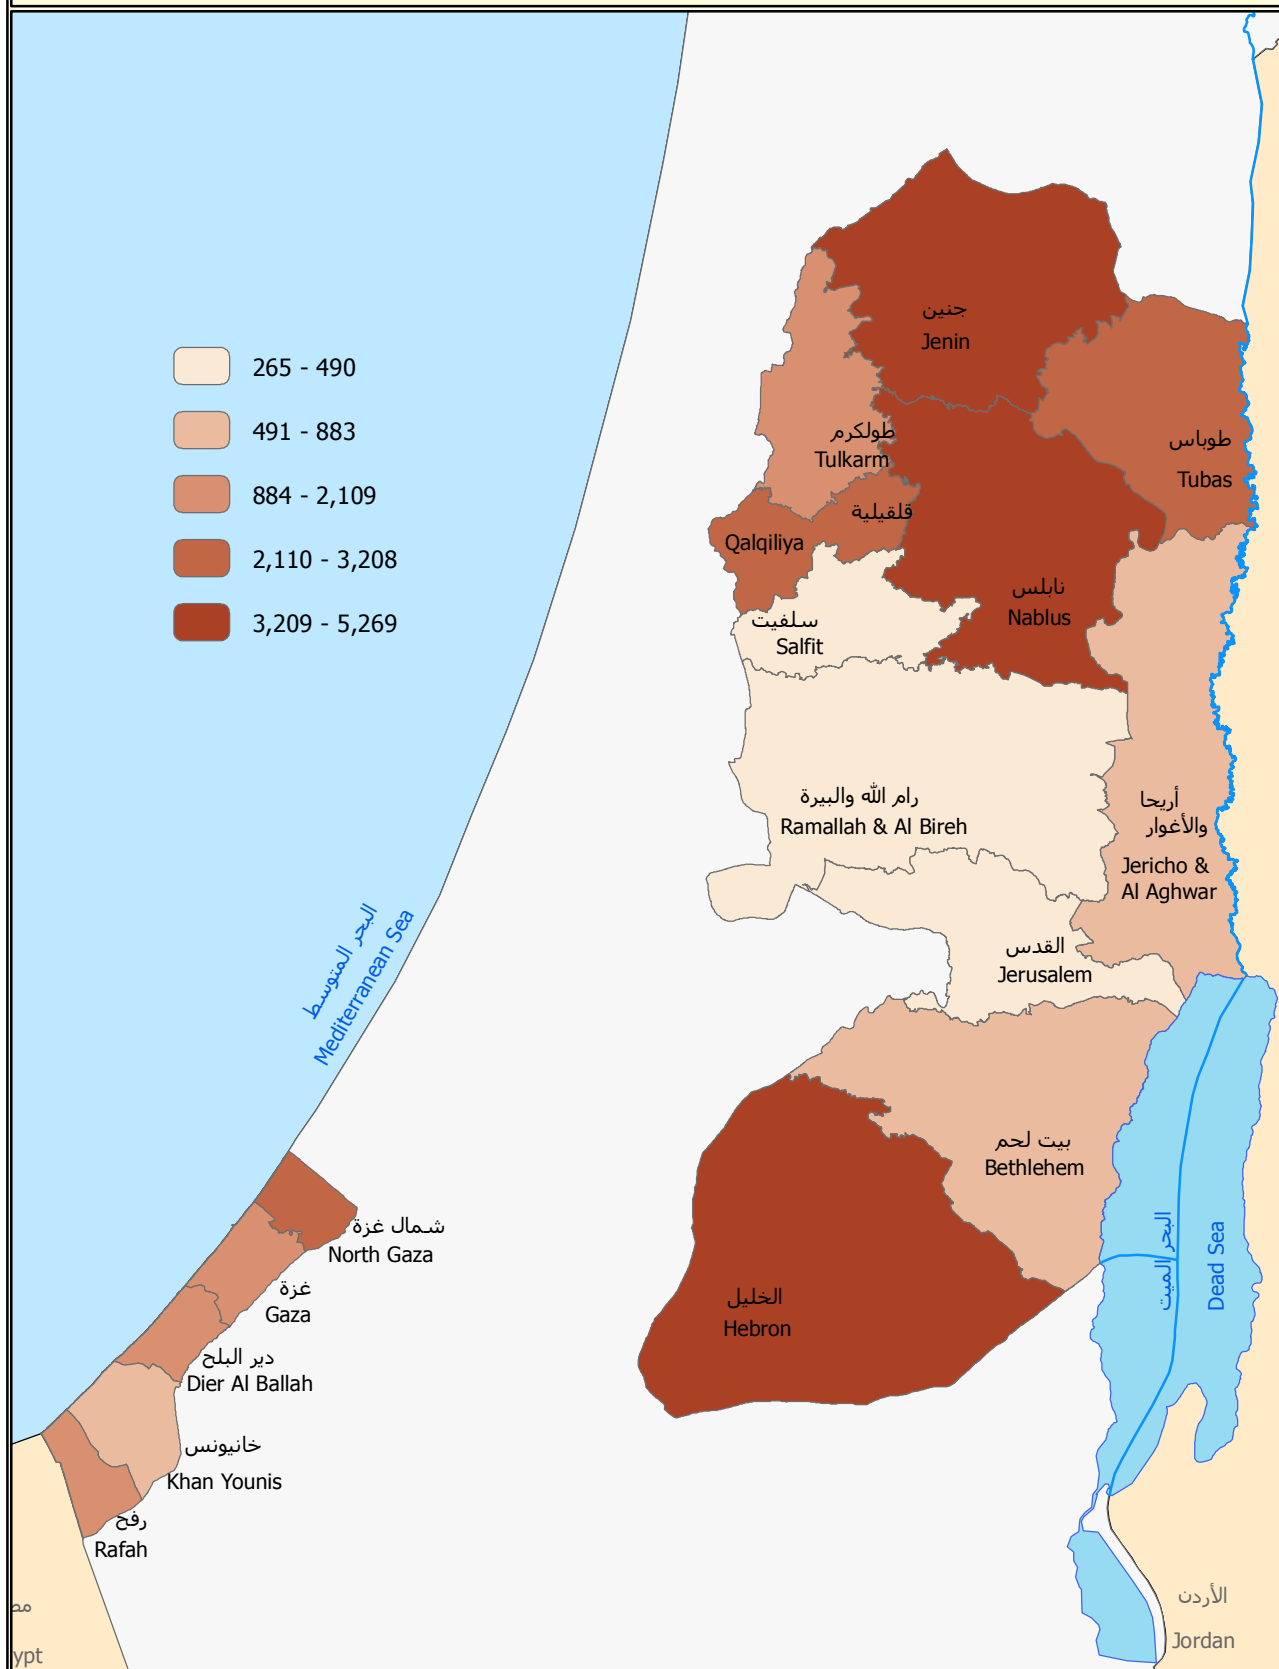 265 - 490
491 - 883
884 - 2,109
2,110 - 3,208
3,209 - 5,269
جنين
Jenin
طوباس
Tubas
طولكرم
Tulkarm
قلقيلية
Qalqiliya
نابلس
Nablus
سلفيت
Salfit
رام الله والبيرة
Ramallah & Al Bireh
أريحا
والأغوار
Jericho &
Al Aghwar
القدس
Jerusalem
البحر المتوسط
Mediterranean Sea
بيت لحم
Bethlehem
البحر الميت
Dead Sea
الخليل
Hebron
شمال غزة
North Gaza
غزة
Gaza
دير البلح
Dier Al Ballah
خانيونس
Khan Younis
رفح
Rafah
الأردن
Jordan
مص
ypt